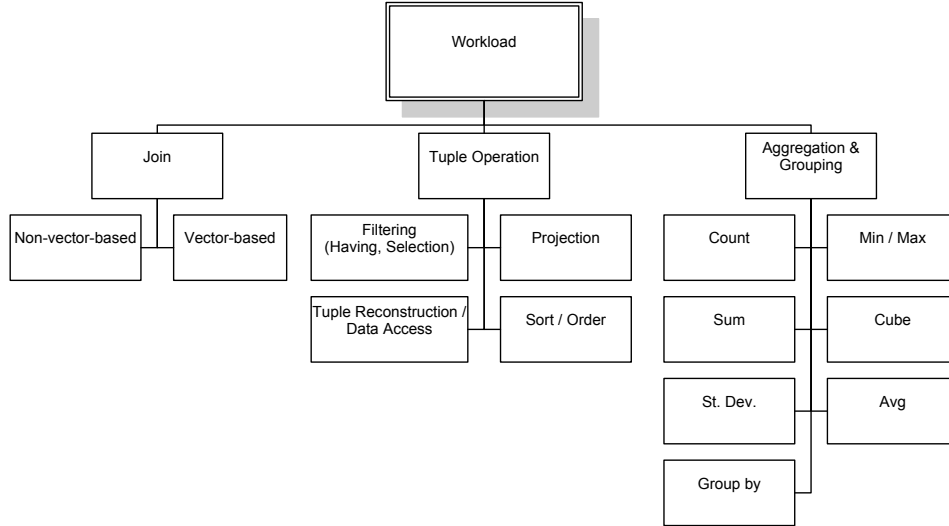 Workload
Join
Tuple Operation
Aggregation &
Grouping
Non-vector-based
Vector-based
Filtering
(Having, Selection)
Projection
Count
Min / Max
Tuple Reconstruction /
Data Access
Sort / Order
Sum
Cube
St. Dev.
Avg
Group by